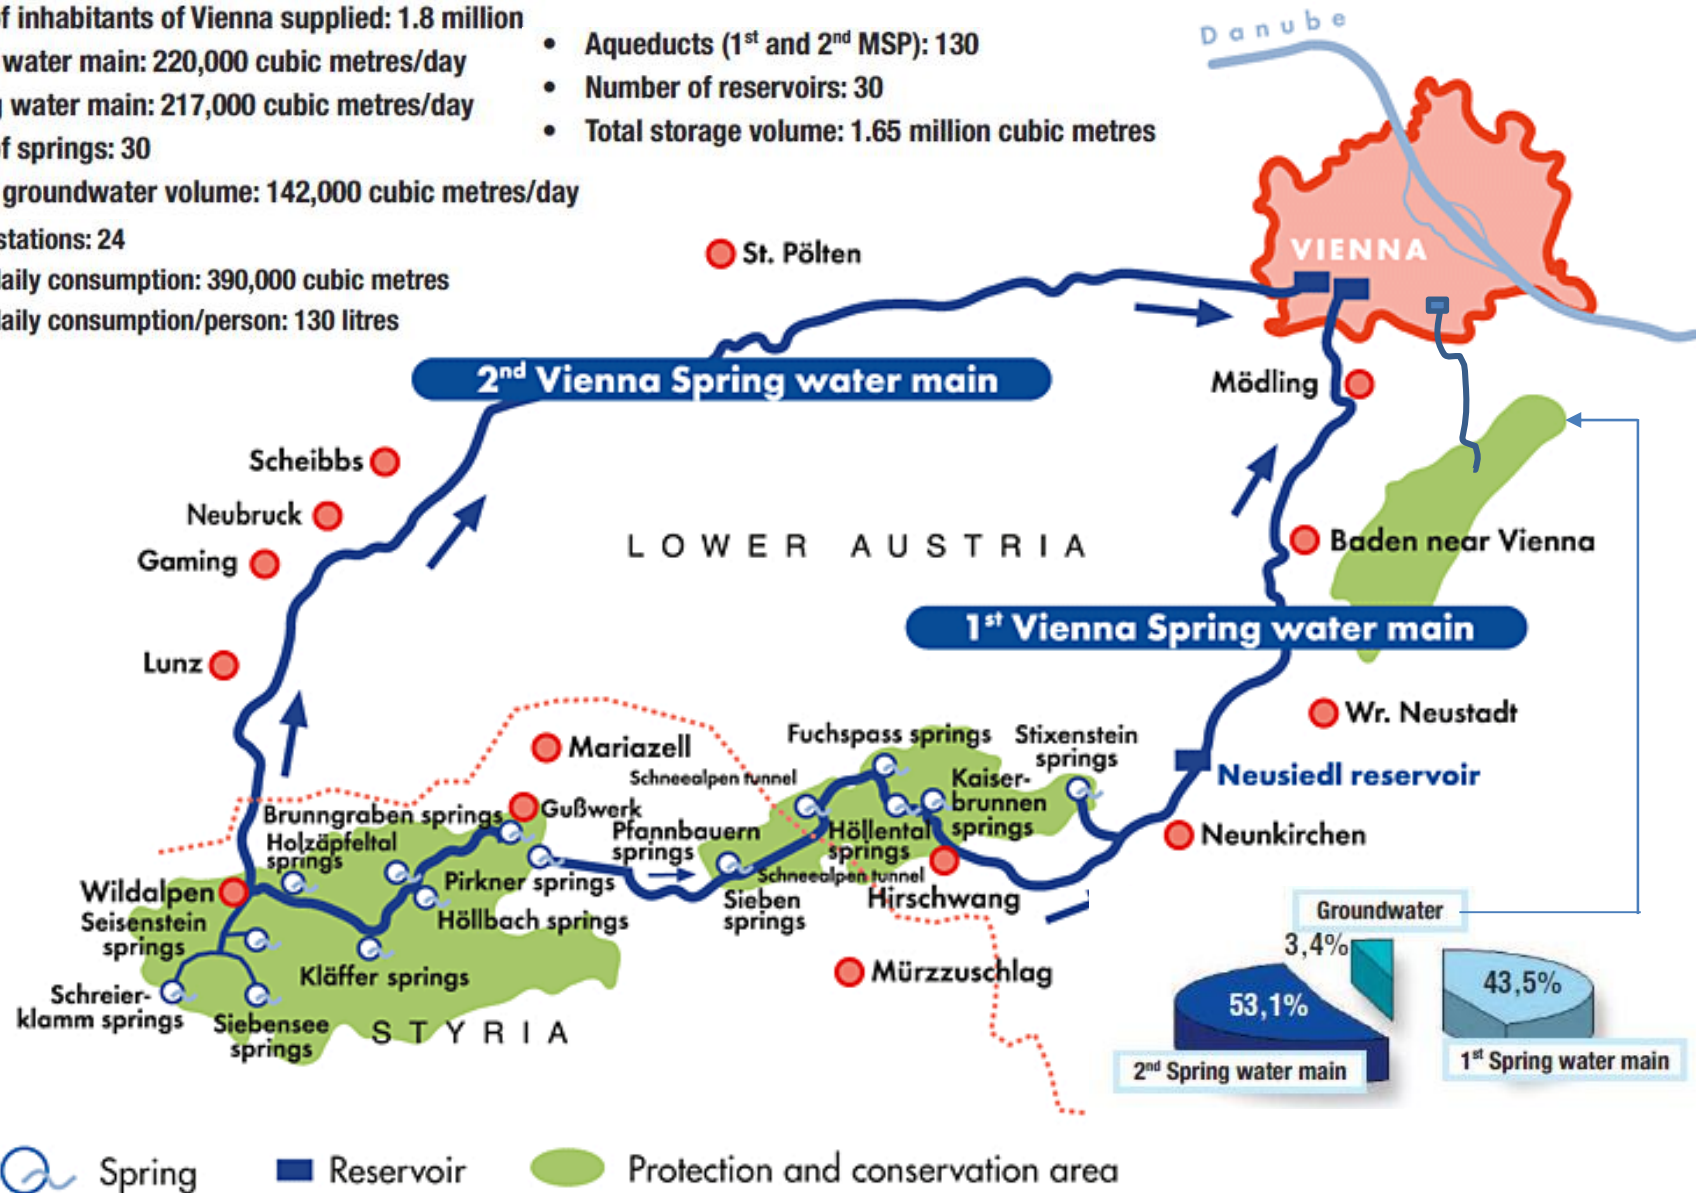 of inhabitants of Vienna supplied: 1.8 million
water main: 220,000 cubic metres/day
g water main: 217,000 cubic metres/day
of springs: 30
groundwater volume: 142,000 cubic metres/day
stations: 24
daily consumption: 390,000 cubic metres
daily consumption/person: 130 litres
• Aqueducts (1st and 2nd MSP): 130
• Number of reservoirs: 30
• Total storage volume: 1.65 million cubic metres
Danube
VIENNA
St. Pölten
2nd Vienna Spring water main
Mödling
Scheibbs
Neubruck
Gaming
LOWER AUSTRIA
Baden near Vienna
1st Vienna Spring water main
Lunz
Wr. Neustadt
Mariazell
Fuchspass springs
Stixenstein
springs
Schneealpen tunnel
Kaiser-
brunnen
springs
Neusiedl reservoir
Brunngraben springs
Gußwerk
Holzäpfeltal
springs
Pfannbauern
springs
Höllental
springs
Neunkirchen
Wildalpen
Pirkner springs
Schneealpen tunnel
Hirschwang
Seisenstein
springs
Höllbach springs
Sieben
springs
Kläffer springs
Mürzzuschlag
Schreier-
klamm springs
Siebensee
springs
STYRIA
Groundwater
3,4%
53,1%
43,5%
2nd Spring water main
1st Spring water main
Spring
Reservoir
Protection and conservation area